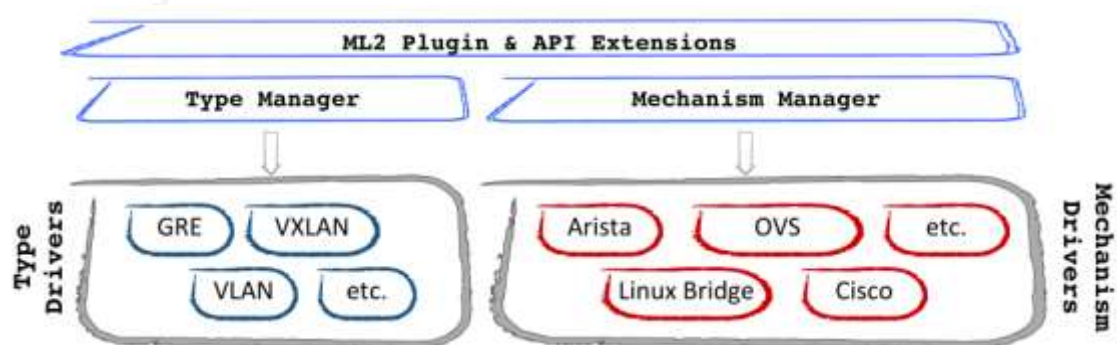 ML2 Plugin & API Extensions
Type Manager
Mechanism Manager
Type
Drivers
GRE
VXLAN
VLAN
etc.
Arista
OVS
etc.
Linux Bridge
Cisco
Mechanism
Drivers